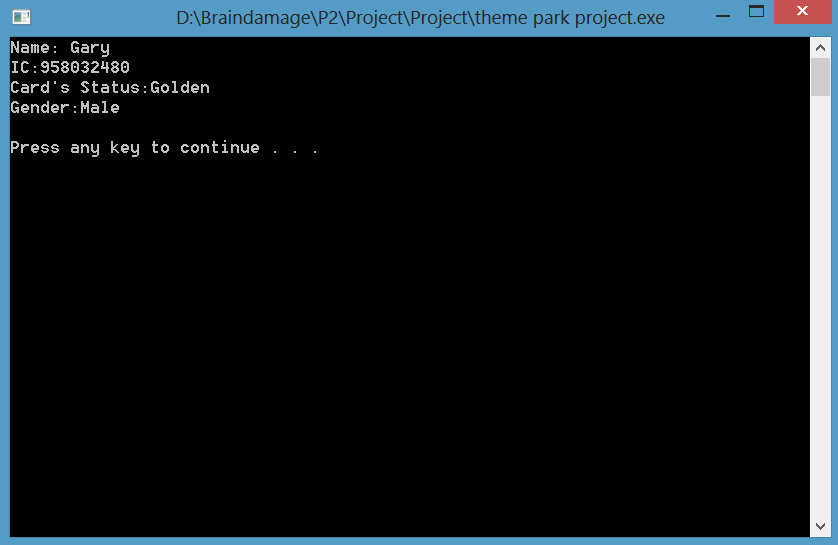 D:\Braindamage\P2\Project\Project\theme park project.exe
Name: Gary
IC:958032480
Card's Status:Golden
Gender:Male
Press any key to continue . . .